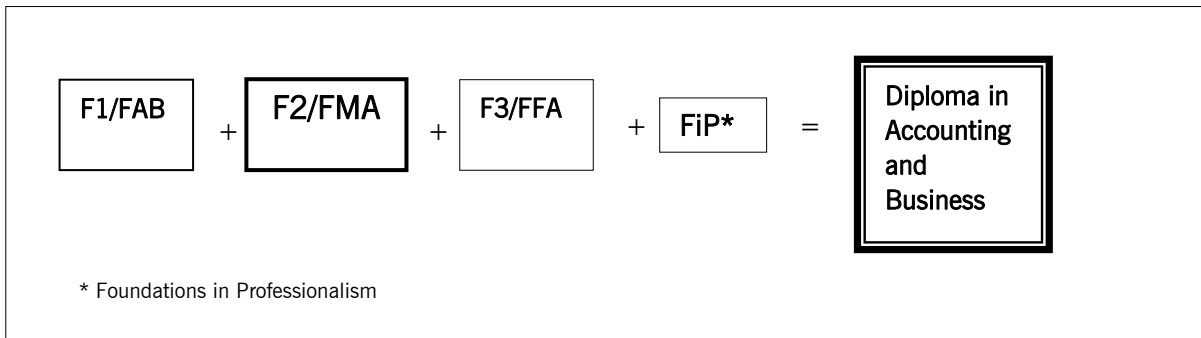 F1/FAB + F2/FMA + F3/FFA + FiP* = Diploma in
Accounting
and
Business
* Foundations in Professionalism